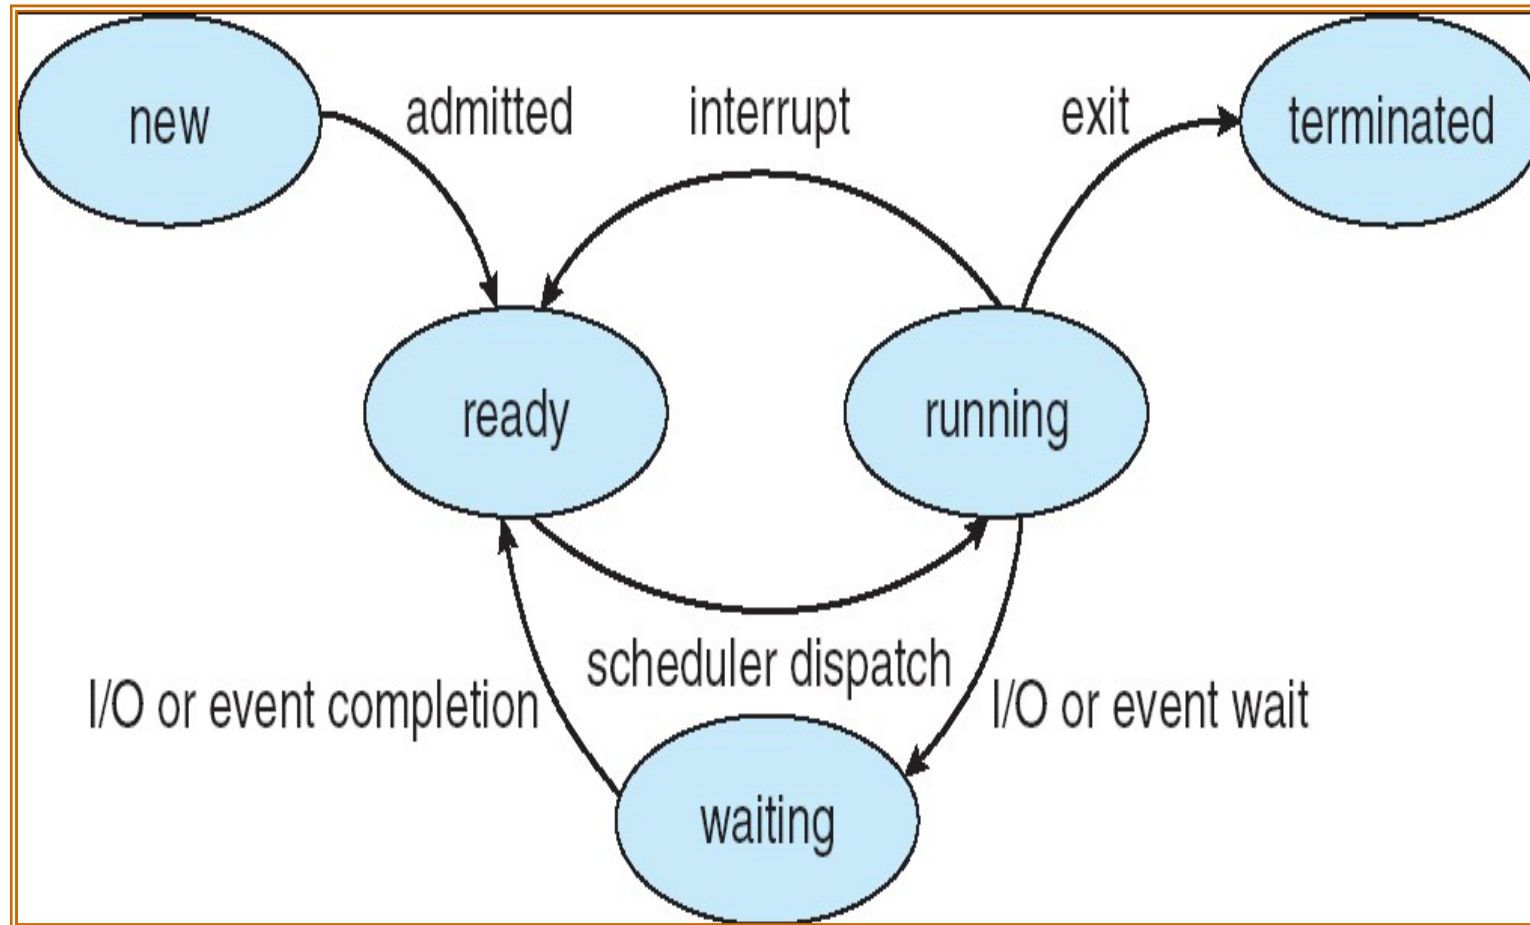 new
admitted
interrupt
exit
terminated
ready
running
scheduler dispatch
I/O or event completion
I/O or event wait
waiting